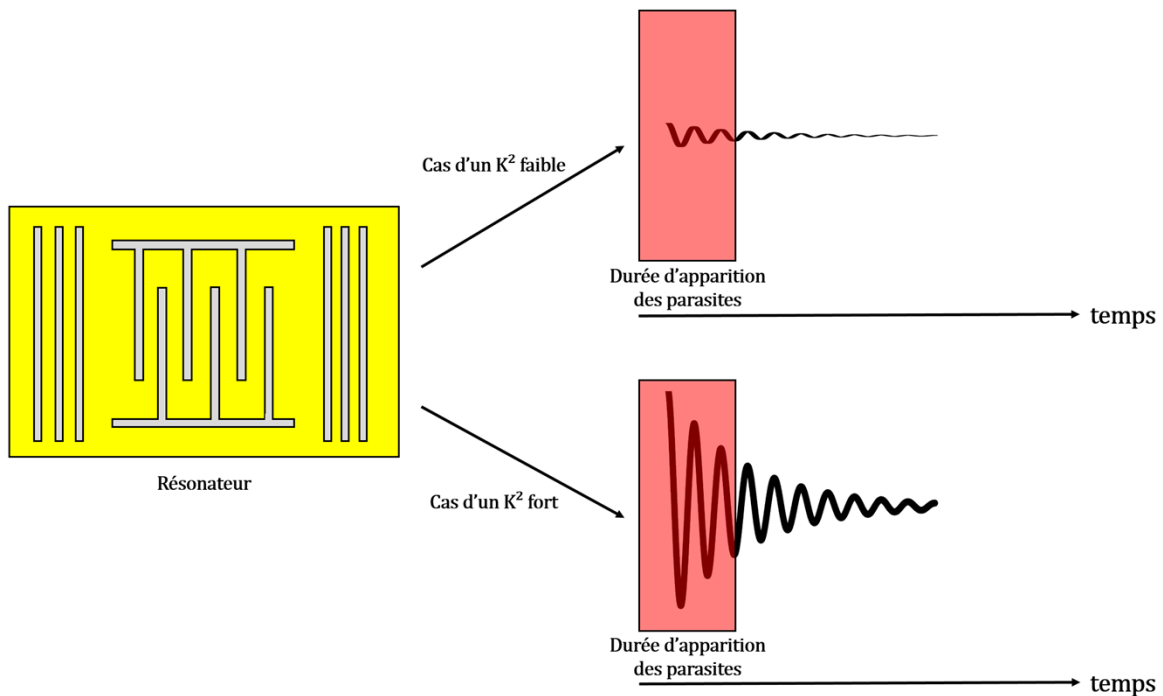 Cas d'un K² faible
Durée d'apparition
des parasites
temps
Résonateur
Cas d'un K² fort
Durée d'apparition
des parasites
temps